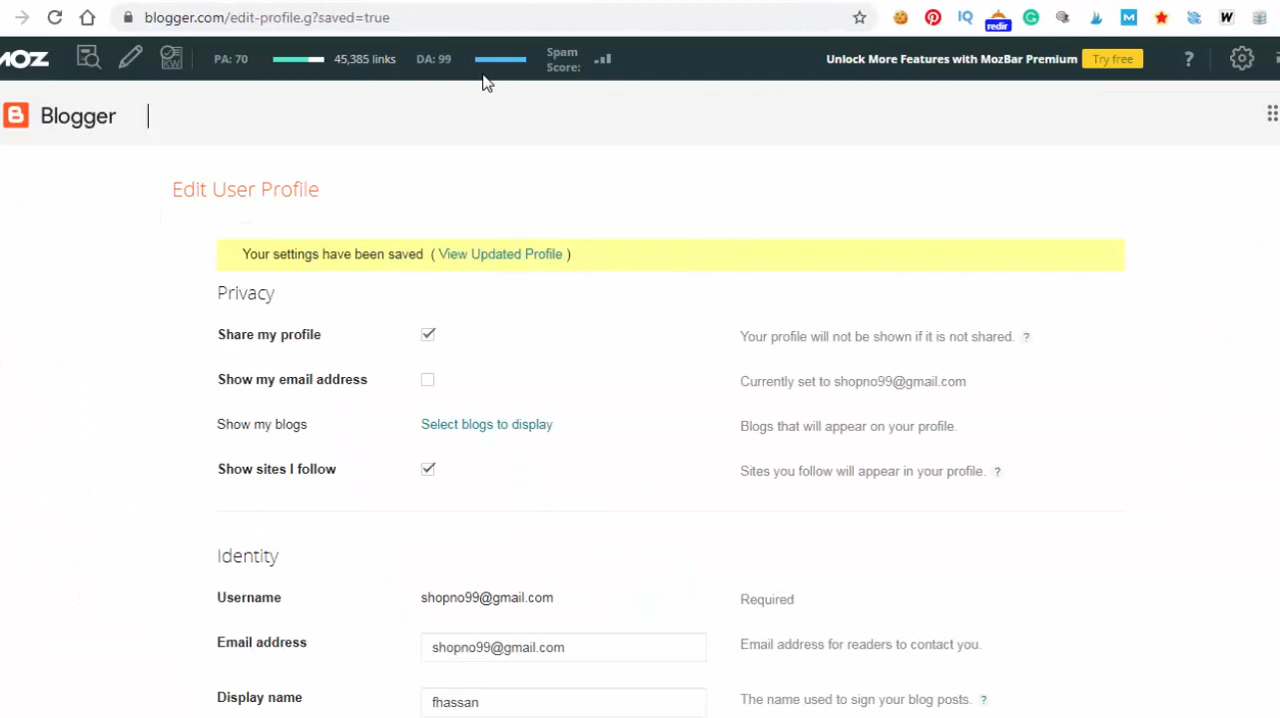 blogger.com/edit-profile.g?saved=true
IQ
redir
G
M
W
MOZ
KW
PA: 70
45,385 links
DA: 99
Spam
Score:
Unlock More Features with MozBar Premium
Try free
?
Blogger
Edit User Profile
Your settings have been saved ( View Updated Profile )
Privacy
Share my profile
Your profile will not be shown if it is not shared. ?
Show my email address
Currently set to shopno99@gmail.com
Show my blogs
Select blogs to display
Blogs that will appear on your profile.
Show sites I follow
Sites you follow will appear in your profile. ?
Identity
Username
shopno99@gmail.com
Required
Email address
shopno99@gmail.com
Email address for readers to contact you.
Display name
fhassan
The name used to sign your blog posts. ?